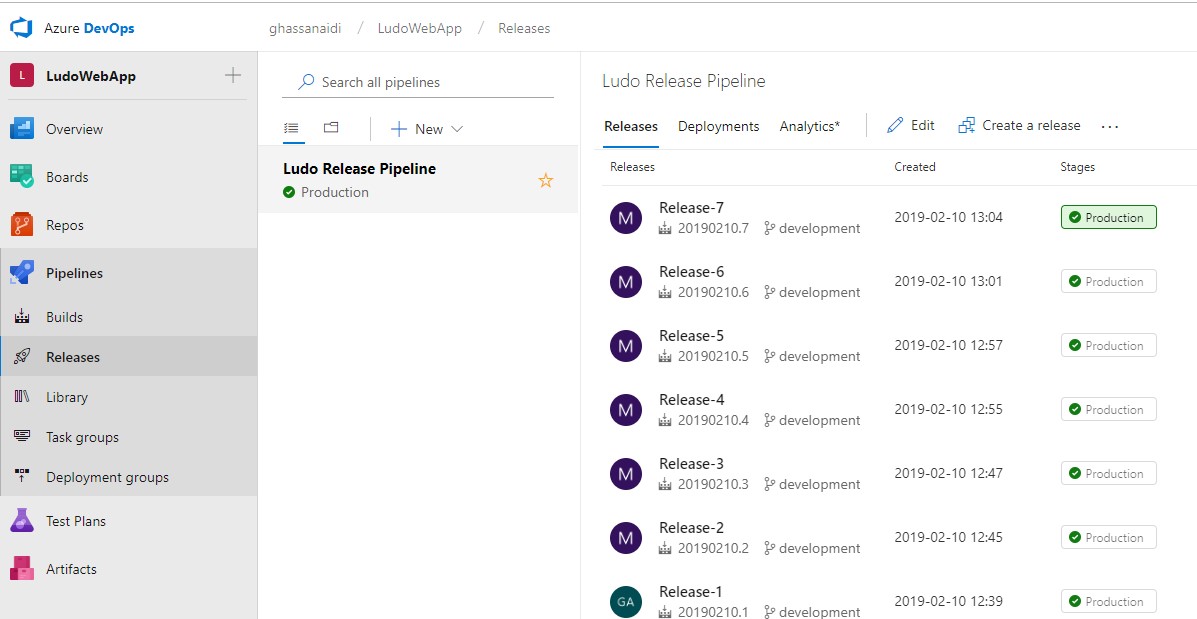 Azure DevOps
ghassanaidi / LudoWebApp / Releases
L LudoWebApp
Overview
Boards
Repos
Pipelines
Builds
Releases
Library
Task groups
Deployment groups
Test Plans
Artifacts
Search all pipelines
New
Ludo Release Pipeline
Production
Ludo Release Pipeline
Releases Deployments Analytics* Edit Create a release ...
Releases Created Stages
M Release-7 2019-02-10 13:04 Production
20190210.7 development
M Release-6 2019-02-10 13:01 Production
20190210.6 development
M Release-5 2019-02-10 12:57 Production
20190210.5 development
M Release-4 2019-02-10 12:55 Production
20190210.4 development
M Release-3 2019-02-10 12:47 Production
20190210.3 development
M Release-2 2019-02-10 12:45 Production
20190210.2 development
GA Release-1 2019-02-10 12:39 Production
20190210.1 development